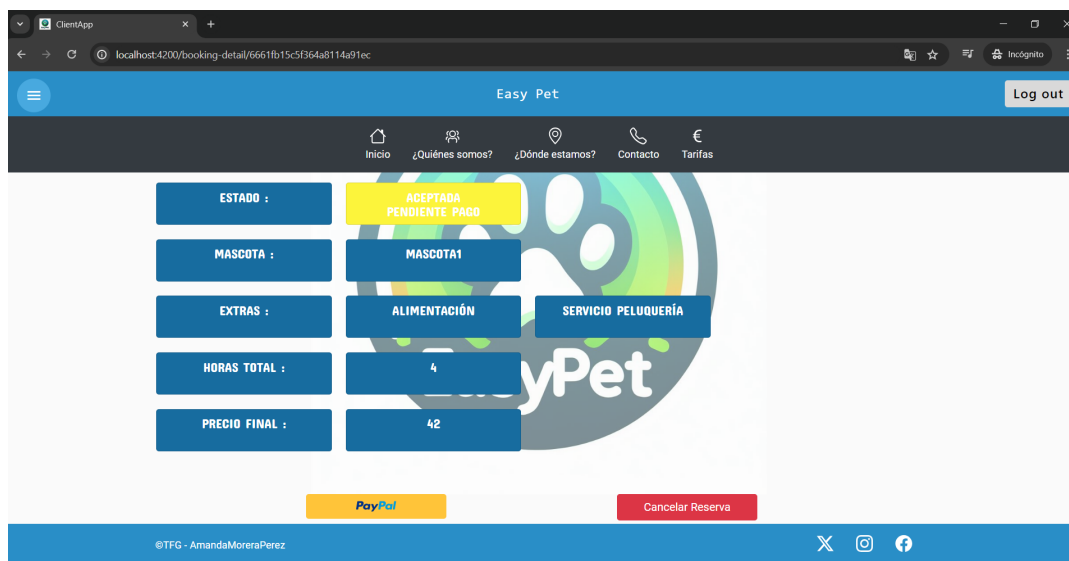 ClientApp
localhost:4200/booking-detail/6661fb15c5f364a8114a91ec
Incógnito
Easy Pet
Log out
Inicio
¿Quiénes somos?
¿Dónde estamos?
Contacto
€
Tarifas
ESTADO :
ACEPTADA
PENDIENTE PAGO
MASCOTA :
MASCOTA1
EXTRAS :
ALIMENTACIÓN
SERVICIO PELUQUERÍA
HORAS TOTAL :
4
PRECIO FINAL :
42
yPet
PayPal
Cancelar Reserva
©TFG - AmandaMoreraPerez